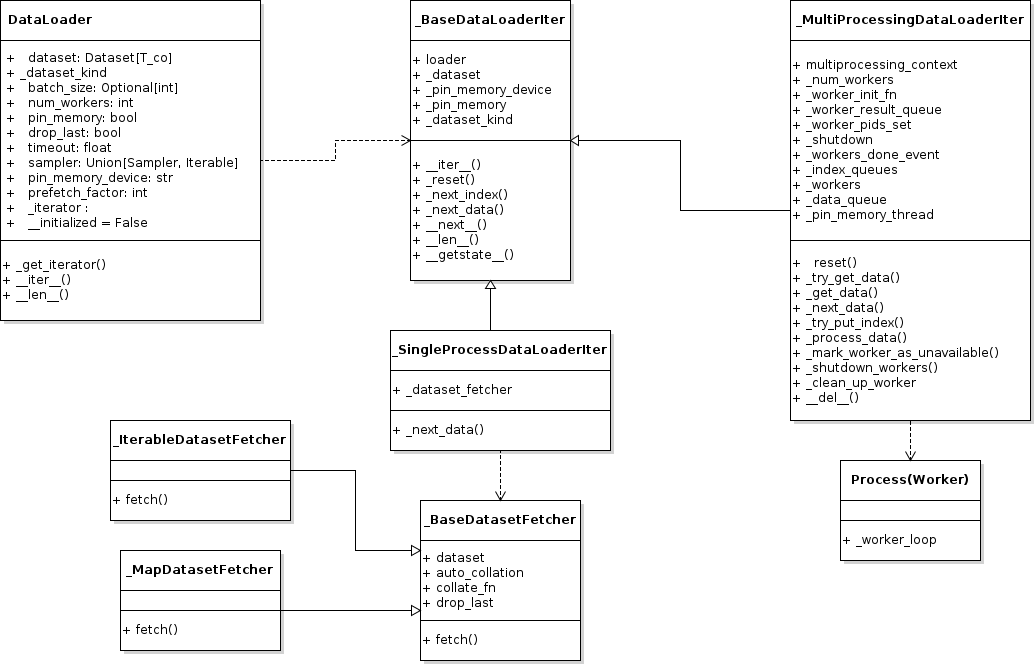 DataLoader
+ dataset: Dataset[T_co]
+ _dataset_kind
+ batch_size: Optional[int]
+ num_workers: int
+ pin_memory: bool
+ drop_last: bool
+ timeout: float
+ sampler: Union[Sampler, Iterable]
+ pin_memory_device: str
+ prefetch_factor: int
+ _iterator :
+ __initialized = False
+ _get_iterator()
+ __iter__()
+ __len__()
_BaseDataLoaderIter
+ loader
+ _dataset
+ _pin_memory_device
+ _pin_memory
+ _dataset_kind
+ __iter__()
+ _reset()
+ _next_index()
+ _next_data()
+ __next__()
+ __len__()
+ __getstate__()
_MultiProcessingDataLoaderIter
+ multiprocessing_context
+ _num_workers
+ _worker_init_fn
+ _worker_result_queue
+ _worker_pids_set
+ _shutdown
+ _workers_done_event
+ _index_queues
+ _workers
+ _data_queue
+ _pin_memory_thread
+ _reset()
+ _try_get_data()
+ _get_data()
+ _next_data()
+ _try_put_index()
+ _process_data()
+ _mark_worker_as_unavailable()
+ _shutdown_workers()
+ _clean_up_worker
+ __del__()
_SingleProcessDataLoaderIter
+ _dataset_fetcher
+ _next_data()
_IterableDatasetFetcher
+ fetch()
Process(Worker)
+ _worker_loop
_BaseDatasetFetcher
+ dataset
+ auto_collation
+ collate_fn
+ drop_last
+ fetch()
_MapDatasetFetcher
+ fetch()